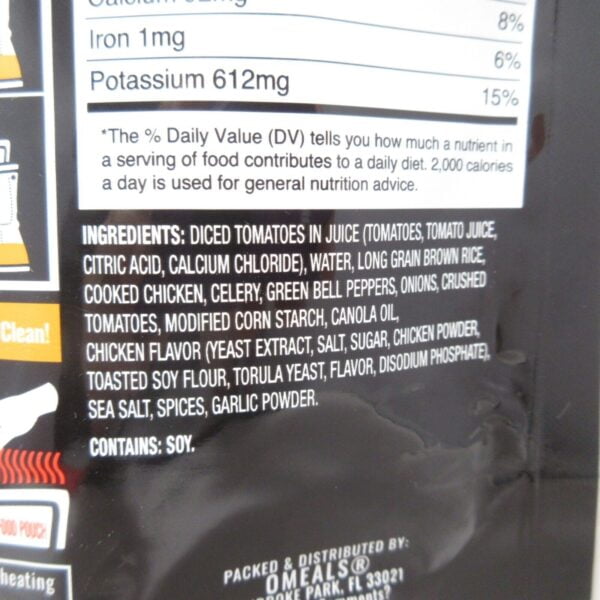 8%
Iron 1mg
6%
Potassium 612mg
15%
*The % Daily Value (DV) tells you how much a nutrient in
a serving of food contributes to a daily diet. 2,000 calories
a day is used for general nutrition advice.
INGREDIENTS: DICED TOMATOES IN JUICE (TOMATOES, TOMATO JUICE,
CITRIC ACID, CALCIUM CHLORIDE), WATER, LONG GRAIN BROWN RICE,
COOKED CHICKEN, CELERY, GREEN BELL PEPPERS, ONIONS, CRUSHED
TOMATOES, MODIFIED CORN STARCH, CANOLA OIL,
CHICKEN FLAVOR (YEAST EXTRACT, SALT, SUGAR, CHICKEN POWDER,
TOASTED SOY FLOUR, TORULA YEAST, FLAVOR, DISODIUM PHOSPHATE),
SEA SALT, SPICES, GARLIC POWDER.
CONTAINS: SOY.
Clean!
POUCH
heating
PACKED & DISTRIBUTED BY:
OMEALS®
PARK, FL 33021